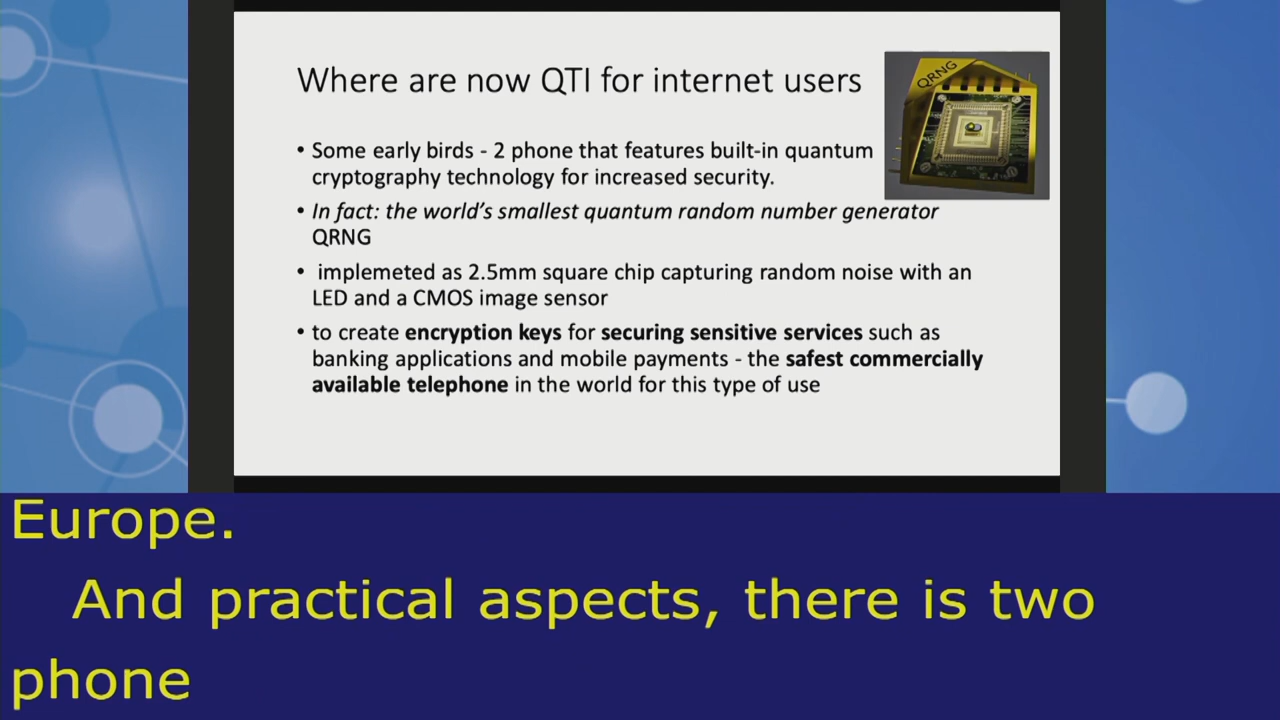 Where are now QTI for internet users
QRNG
• Some early birds - 2 phone that features built-in quantum
cryptography technology for increased security.
• In fact: the world's smallest quantum random number generator
QRNG
• implemeted as 2.5mm square chip capturing random noise with an
LED and a CMOS image sensor
• to create encryption keys for securing sensitive services such as
banking applications and mobile payments - the safest commercially
available telephone in the world for this type of use
Europe.
And practical aspects, there is two
phone